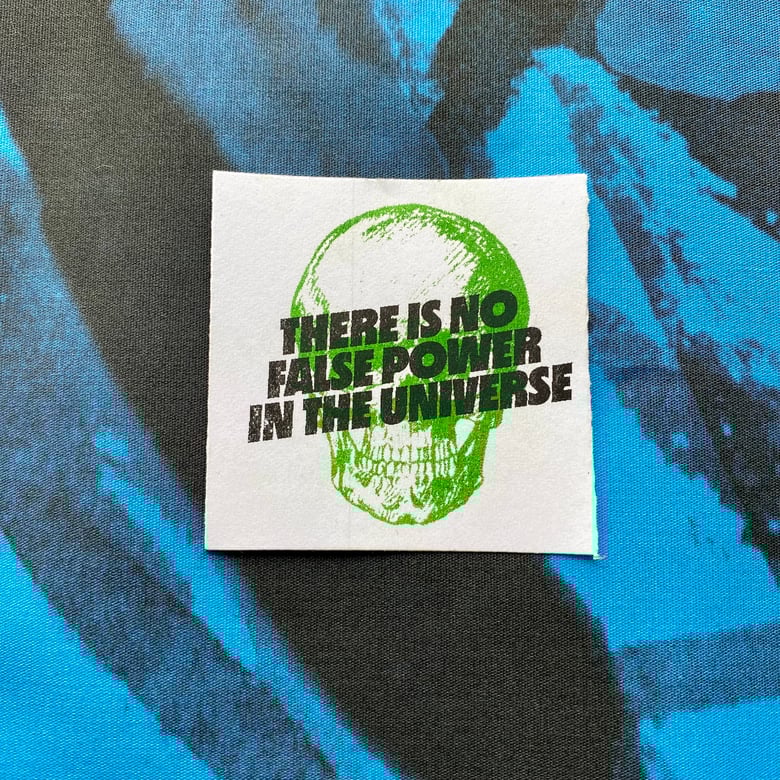 THERE IS NO
FALSE POWER
IN THE UNIVERSE